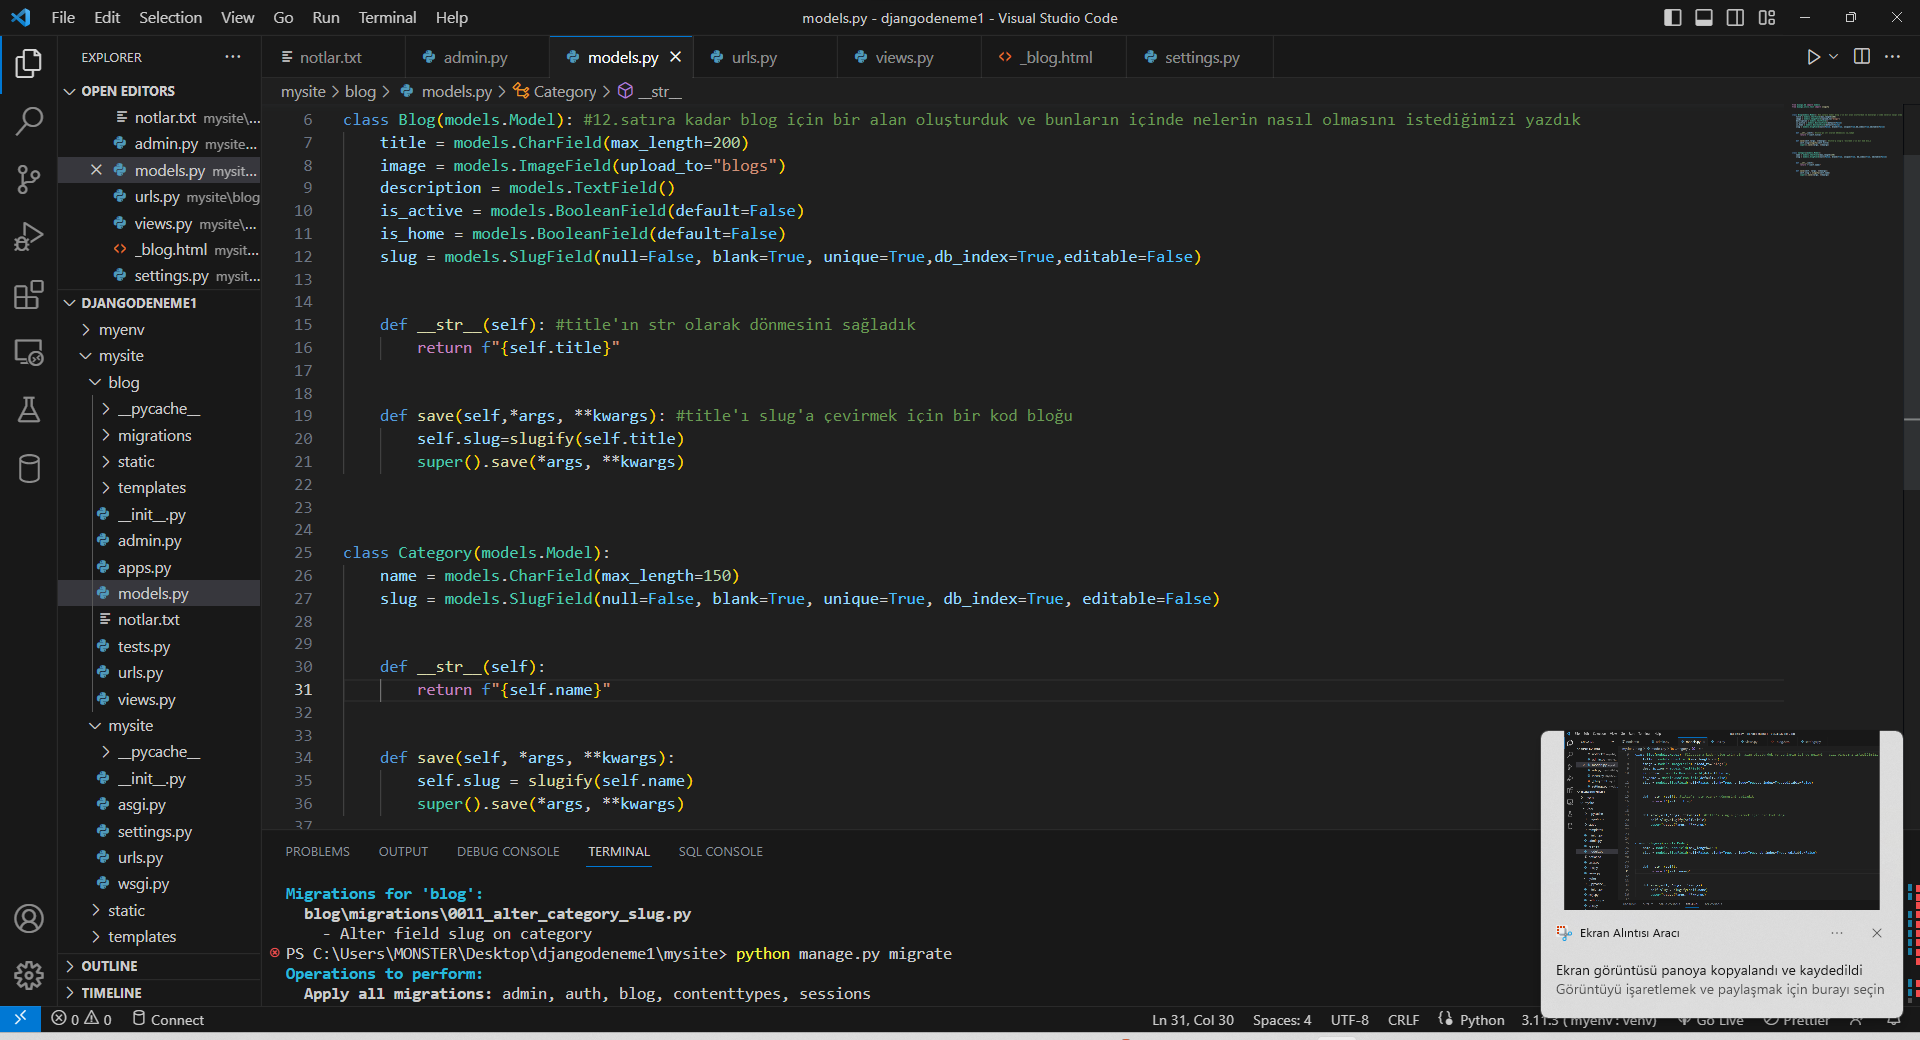 File Edit Selection View Go Run Terminal Help
models.py - djangodeneme1 - Visual Studio Code
EXPLORER
OPEN EDITORS
notlar.txt mysite\...
admin.py mysite...
models.py mysit...
urls.py mysite\blog
views.py mysite\...
_blog.html mysit...
settings.py mysit...
DJANGODENEME1
myenv
mysite
blog
__pycache__
migrations
static
templates
__init__.py
admin.py
apps.py
models.py
notlar.txt
tests.py
urls.py
views.py
mysite
__pycache__
__init__.py
asgi.py
settings.py
urls.py
wsgi.py
static
templates
OUTLINE
TIMELINE
notlar.txt admin.py models.py urls.py views.py _blog.html settings.py
mysite > blog > models.py > Category > __str__
6 class Blog(models.Model): #12.satıra kadar blog için bir alan oluşturduk ve bunların içinde nelerin nasıl olmasını istediğimizi yazdık
7 title = models.CharField(max_length=200)
8 image = models.ImageField(upload_to="blogs")
9 description = models.TextField()
10 is_active = models.BooleanField(default=False)
11 is_home = models.BooleanField(default=False)
12 slug = models.SlugField(null=False, blank=True, unique=True,db_index=True,editable=False)
13
14
15 def __str__(self): #title'ın str olarak dönmesini sağladık
16 return f"{self.title}"
17
18
19 def save(self,*args, **kwargs): #title'ı slug'a çevirmek için bir kod bloğu
20 self.slug=slugify(self.title)
21 super().save(*args, **kwargs)
22
23
24
25 class Category(models.Model):
26 name = models.CharField(max_length=150)
27 slug = models.SlugField(null=False, blank=True, unique=True, db_index=True, editable=False)
28
29
30 def __str__(self):
31 return f"{self.name}"
32
33
34 def save(self, *args, **kwargs):
35 self.slug = slugify(self.name)
36 super().save(*args, **kwargs)
37
PROBLEMS OUTPUT DEBUG CONSOLE TERMINAL SQL CONSOLE
Migrations for 'blog':
blog\migrations\0011_alter_category_slug.py
- Alter field slug on category
PS C:\Users\MONSTER\Desktop\djangodeneme1\mysite> python manage.py migrate
Operations to perform:
Apply all migrations: admin, auth, blog, contenttypes, sessions
Ekran Alıntısı Aracı
Ekran görüntüsü panoya kopyalandı ve kaydedildi
Görüntüyü işaretlemek ve paylaşmak için burayı seçin
0 0 Connect
Ln 31, Col 30 Spaces: 4 UTF-8 CRLF Python 3.11.3 ('myenv': venv) Go Live Prettier